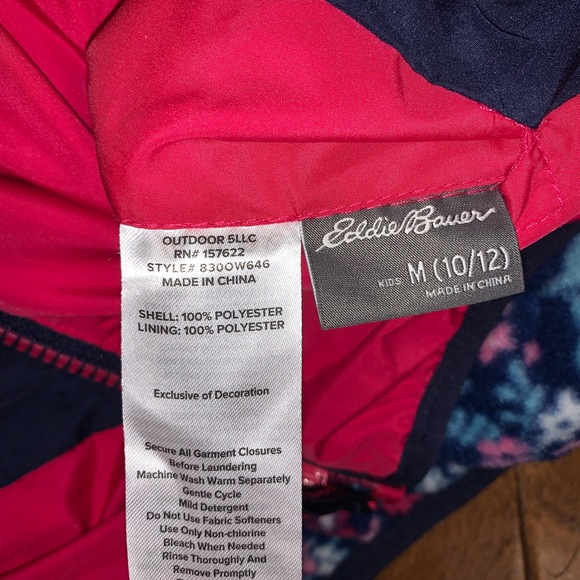 OUTDOOR 5LLC
RN# 157622
STYLE# 8300W646
MADE IN CHINA
SHELL: 100% POLYESTER
LINING: 100% POLYESTER
Exclusive of Decoration
Secure All Garment Closures
Before Laundering
Machine Wash Warm Separately
Gentle Cycle
Mild Detergent
Do Not Use Fabric Softeners
Use Only Non-chlorine
Bleach When Needed
Rinse Thoroughly And
Remove Promptly
Eddie Bauer
KIDS M (10/12)
MADE IN CHINA